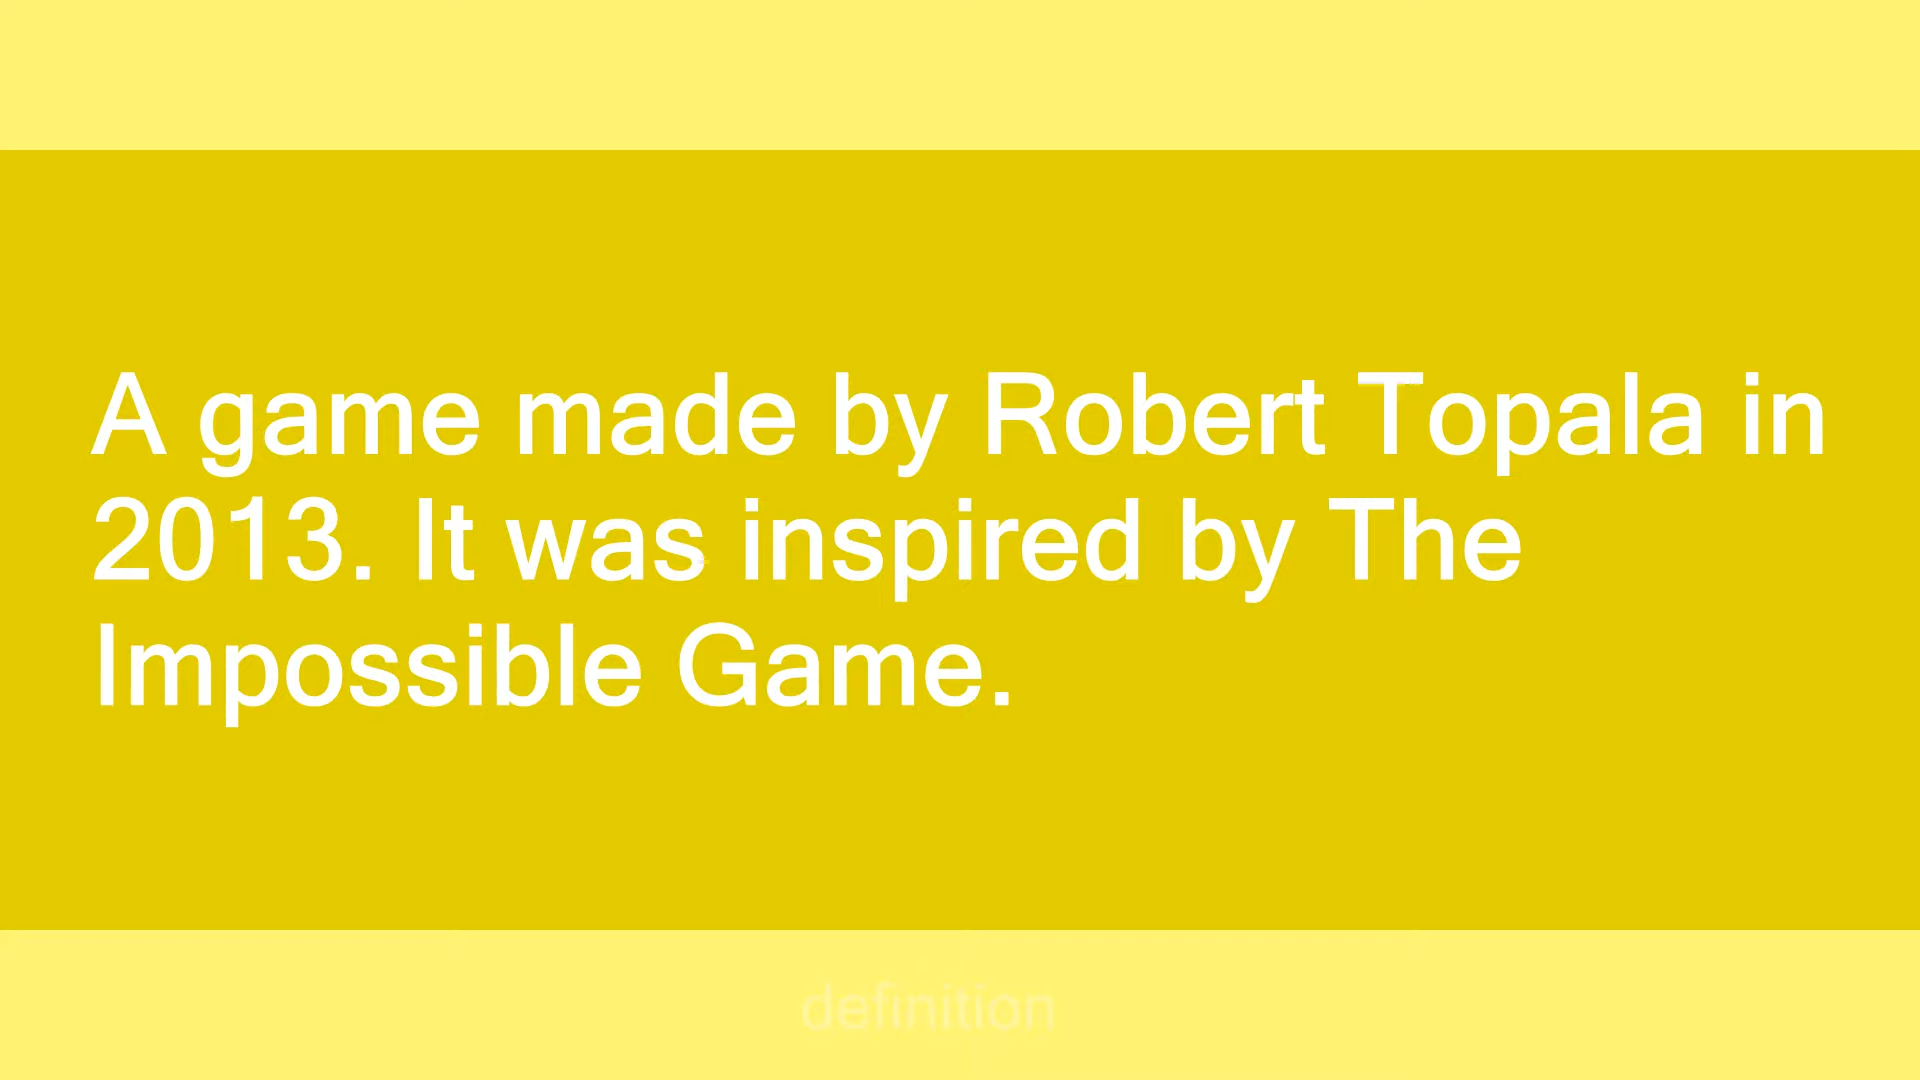 A game made by Robert Topala in
2013. It was inspired by The
Impossible Game.
definition